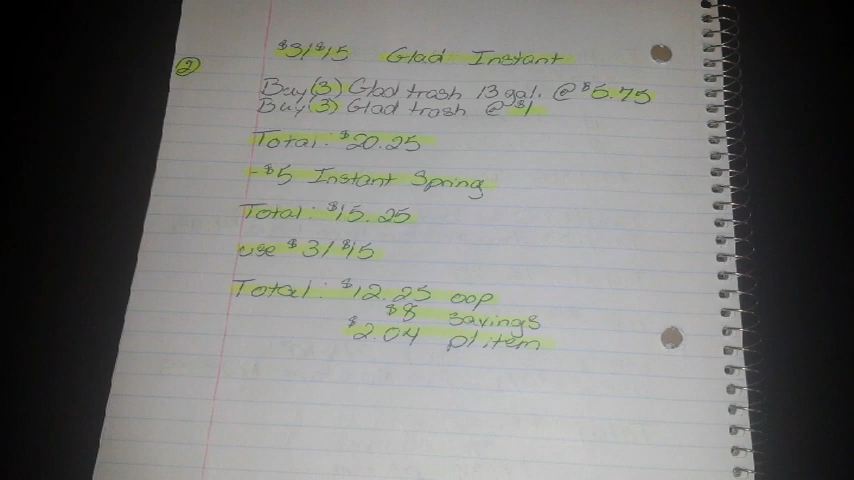 $3/$15 Glad Instant
2
Buy (3) Glad trash 13 gal. @ $5.75
Buy (3) Glad trash @ $1
Total: $20.25
-$5 Instant Spring
Total: $15.25
use $3/$15
Total: $12.25 oop
$8 savings
$2.04 p/item